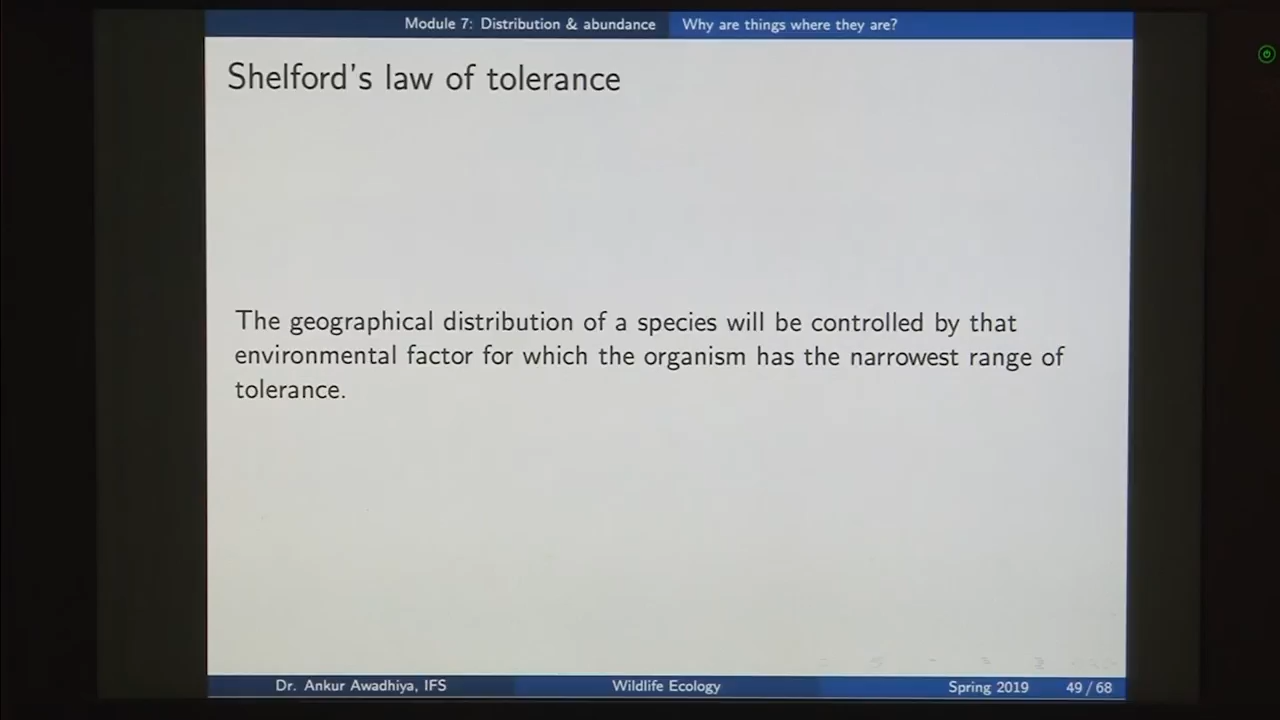 Module 7: Distribution & abundance Why are things where they are?
Shelford's law of tolerance
The geographical distribution of a species will be controlled by that
environmental factor for which the organism has the narrowest range of
tolerance.
Dr. Ankur Awadhiya, IFS Wildlife Ecology Spring 2019 49 / 68